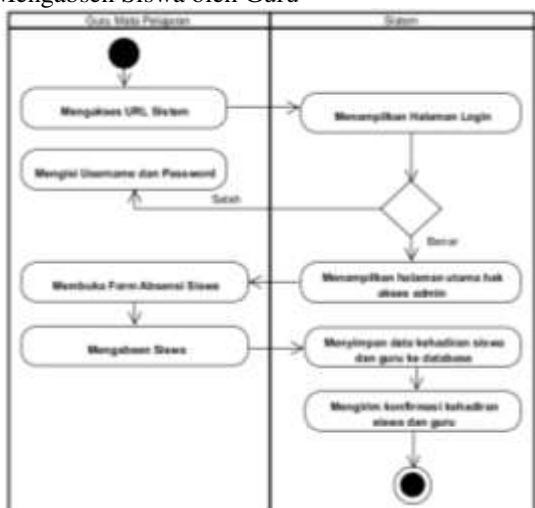 Mengabsen Siswa oleh Guru
Guru Mata Pelajaran
Sistem
Mengakses URL Sistem
Menampilkan Halaman Login
Mengisi Username dan Password
Salah
Benar
Membuka Form Absensi Siswa
Menampilkan halaman utama hak
akses admin
Mengabsen Siswa
Menyimpan data kehadiran siswa
dan guru ke database
Mengirim konfirmasi kehadiran
siswa dan guru